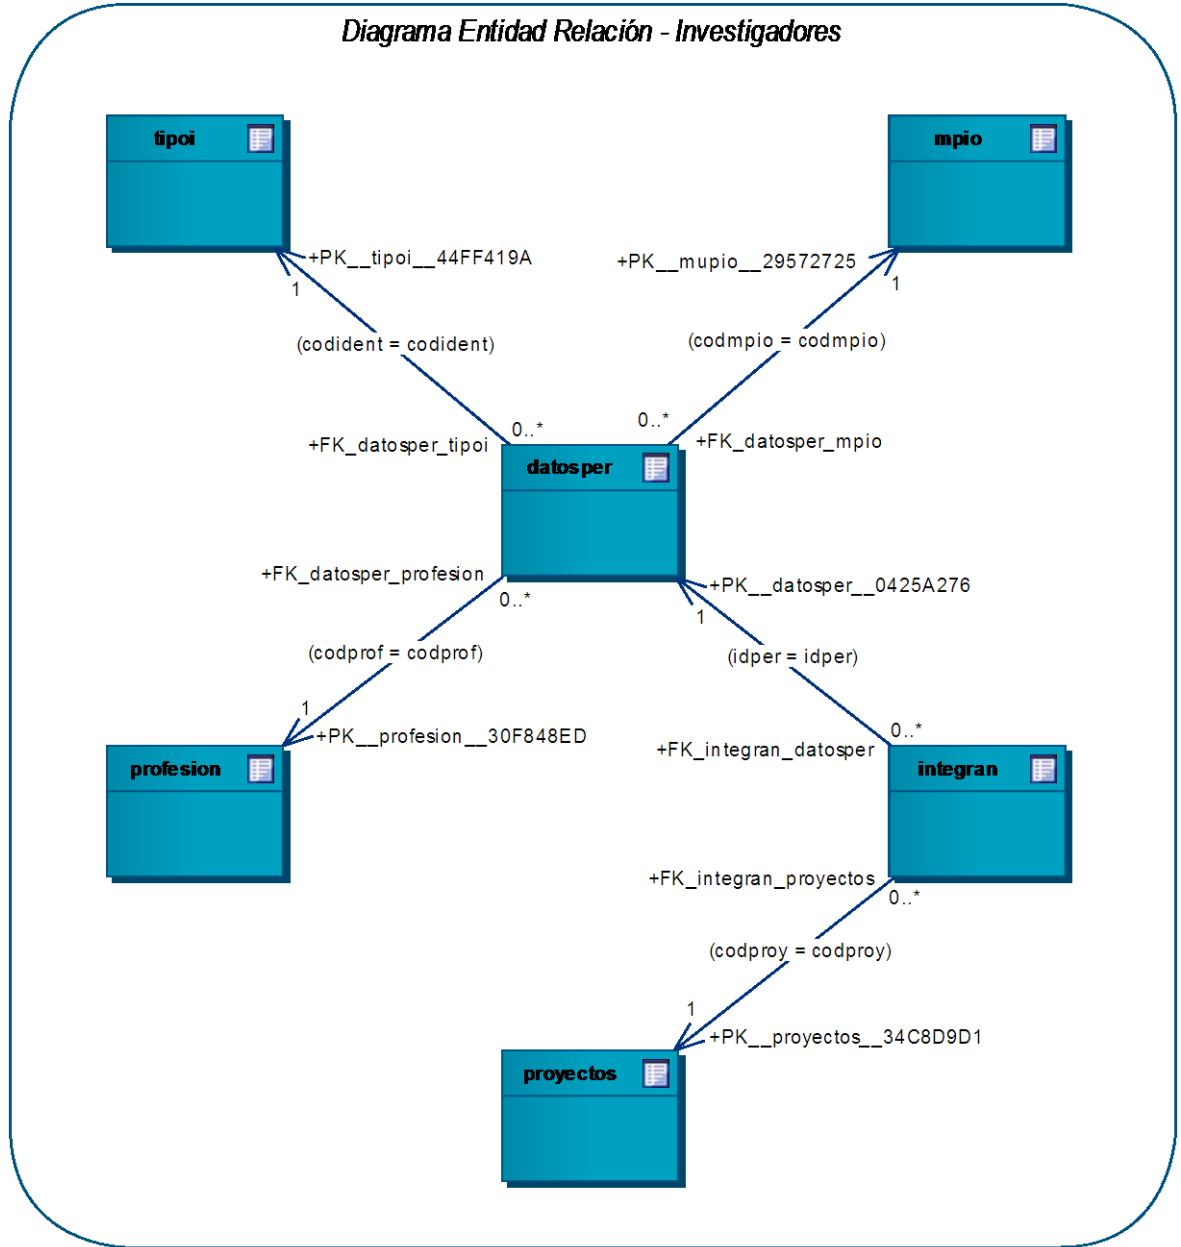 Diagrama Entidad Relación - Investigadores
tipoi
mpio
+PK__tipoi__44FF419A
+PK__mupio__29572725
1
1
(codident = codident)
(codmpio = codmpio)
0..*
0..*
+FK_datosper_tipoi
+FK_datosper_mpio
datosper
+FK_datosper_profesion
+PK__datosper__0425A276
0..*
1
(codprof = codprof)
(idper = idper)
1
0..*
+PK__profesion__30F848ED
+FK_integran_datosper
profesion
integran
+FK_integran_proyectos
0..*
(codproy = codproy)
1
+PK__proyectos__34C8D9D1
proyectos